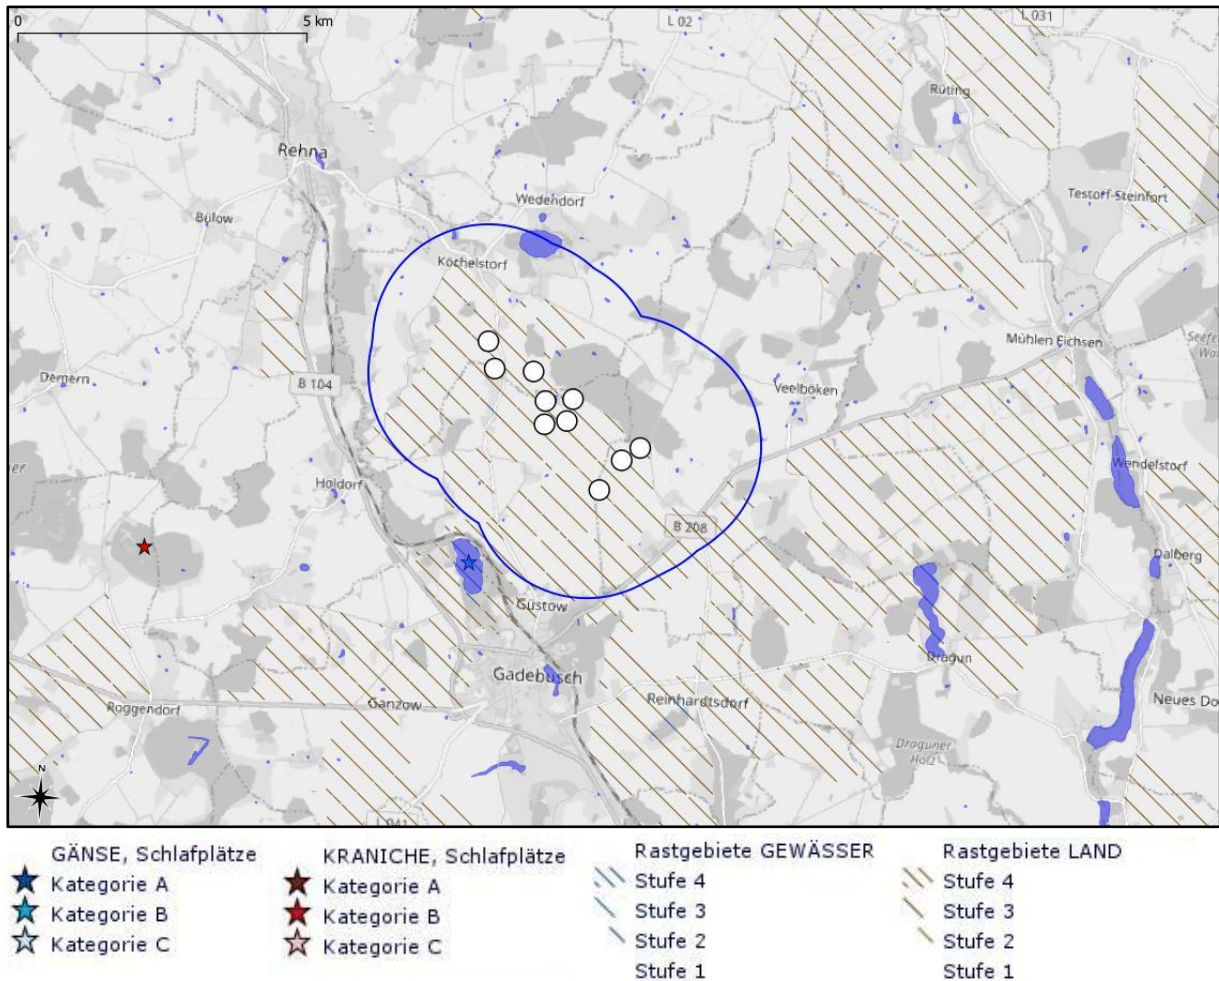 0 5 km
L 02
L 031
Rüting
Rehna
Testorf-Steinfort
Wedendorf
Bülow
Köchelstorf
Mühlen Eichsen
Demern
B 104
Veelböken
Wendelstorf
Holdorf
B 208
Dalberg
Güstow
Dragun
Gadebusch
Reinhardtsdorf
Ganzow
Roggendorf
Draguner
Holz
N
L 041
GÄNSE, Schlafplätze
Kategorie A
Kategorie B
Kategorie C
KRANICHE, Schlafplätze
Kategorie A
Kategorie B
Kategorie C
Rastgebiete GEWÄSSER
Stufe 4
Stufe 3
Stufe 2
Stufe 1
Rastgebiete LAND
Stufe 4
Stufe 3
Stufe 2
Stufe 1